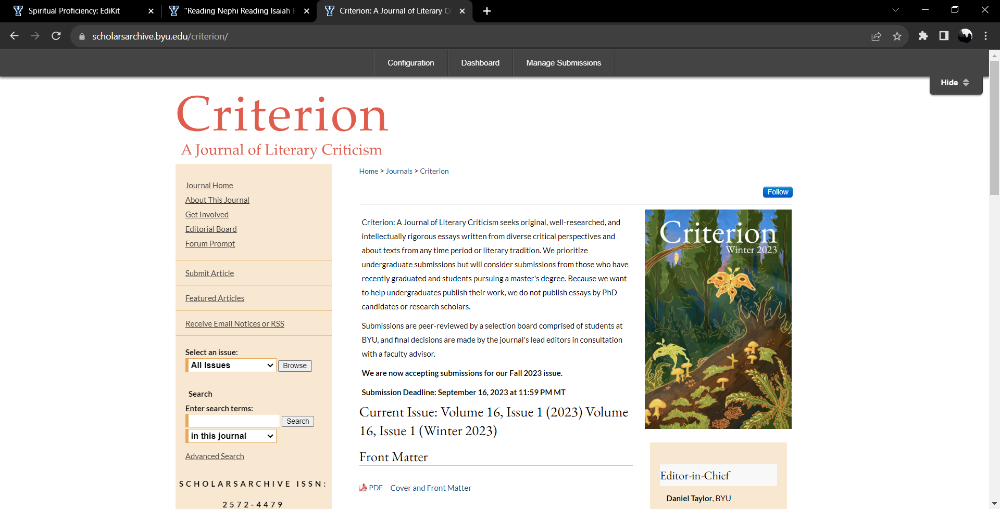 Spiritual Proficiency: EdiKit
"Reading Nephi Reading Isaiah
Criterion: A Journal of Literary
scholarsarchive.byu.edu/criterion/
Configuration
Dashboard
Manage Submissions
Hide
Criterion
A Journal of Literary Criticism
Journal Home
About This Journal
Get Involved
Editorial Board
Forum Prompt
Submit Article
Featured Articles
Receive Email Notices or RSS
Select an issue:
All Issues
Browse
Search
Enter search terms:
Search
in this journal
Advanced Search
SCHOLARSARCHIVE ISSN:
2572-4479
Home > Journals > Criterion
Follow
Criterion: A Journal of Literary Criticism seeks original, well-researched, and
intellectually rigorous essays written from diverse critical perspectives and
about texts from any time period or literary tradition. We prioritize
undergraduate submissions but will consider submissions from those who have
recently graduated and students pursuing a master's degree. Because we want
to help undergraduates publish their work, we do not publish essays by PhD
candidates or research scholars.
Submissions are peer-reviewed by a selection board comprised of students at
BYU, and final decisions are made by the journal's lead editors in consultation
with a faculty advisor.
We are now accepting submissions for our Fall 2023 issue.
Submission Deadline: September 16, 2023 at 11:59 PM MT
Current Issue: Volume 16, Issue 1 (2023) Volume
16, Issue 1 (Winter 2023)
Front Matter
PDF Cover and Front Matter
Criterion
Winter 2023
Editor-in-Chief
Daniel Taylor, BYU